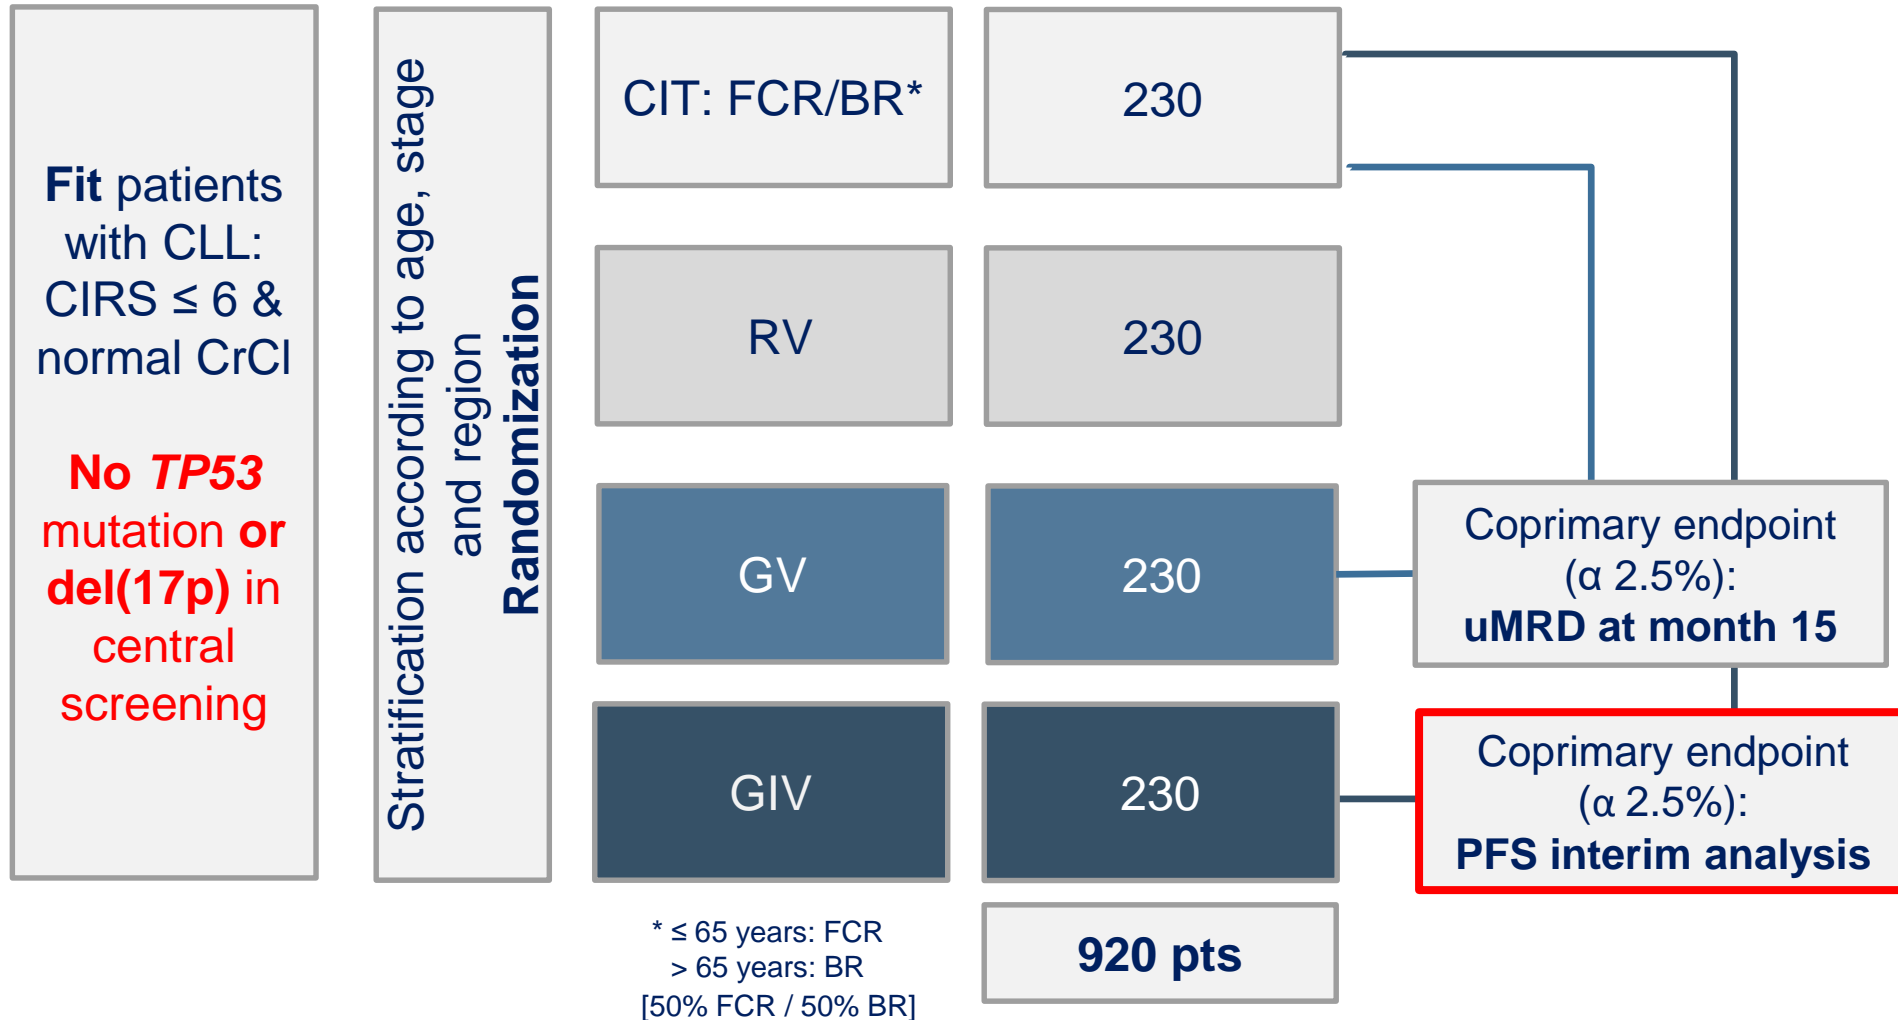 Fit patients
with CLL:
CIRS ≤ 6 &
normal CrCl
No TP53
mutation or
del(17p) in
central
screening
Stratification according to age, stage
and region
Randomization
CIT: FCR/BR*
230
RV
230
GV
230
GIV
230
Coprimary endpoint
(α 2.5%):
uMRD at month 15
Coprimary endpoint
(α 2.5%):
PFS interim analysis
* ≤ 65 years: FCR
> 65 years: BR
[50% FCR / 50% BR]
920 pts